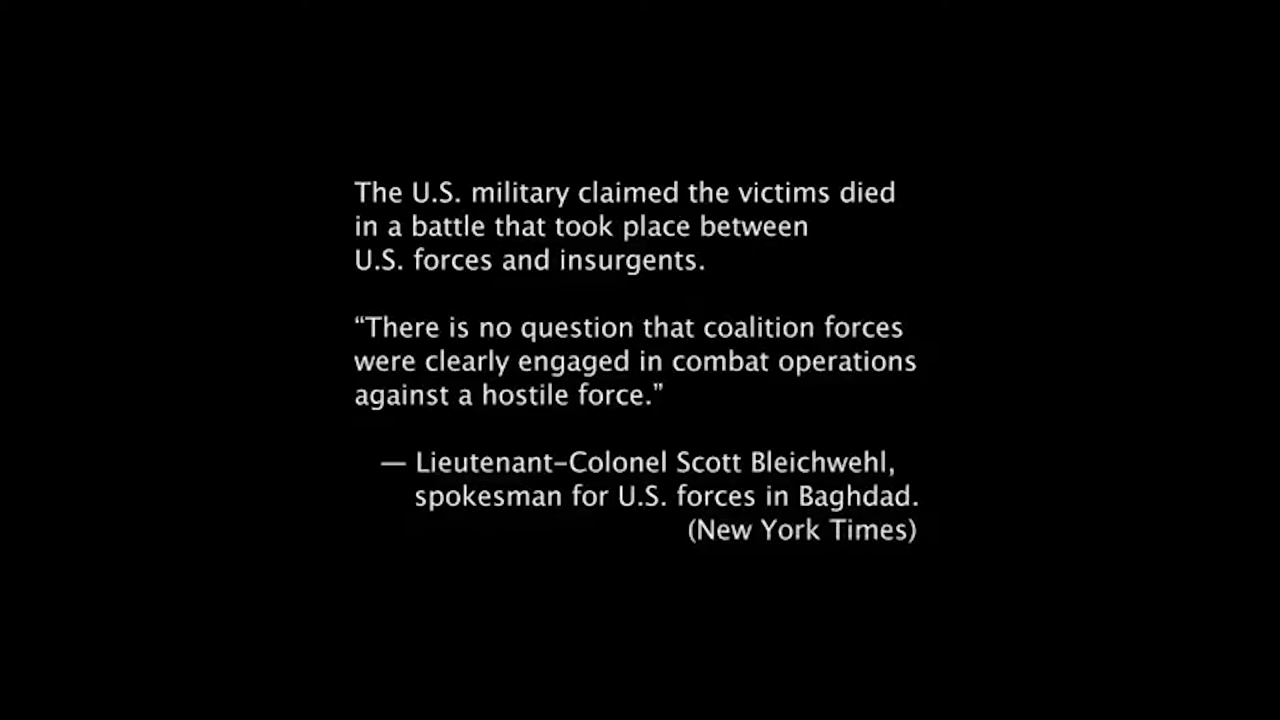 The U.S. military claimed the victims died
in a battle that took place between
U.S. forces and insurgents.
“There is no question that coalition forces
were clearly engaged in combat operations
against a hostile force.”
— Lieutenant-Colonel Scott Bleichwehl,
spokesman for U.S. forces in Baghdad.
(New York Times)